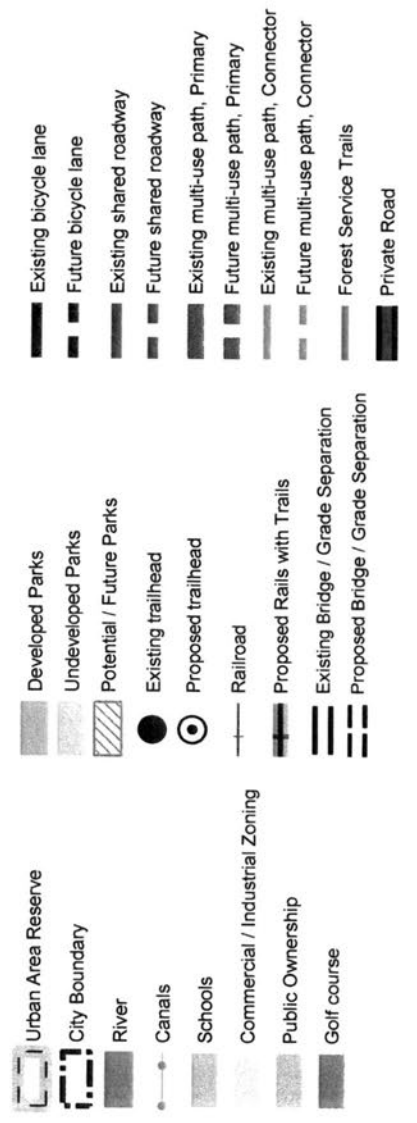 Urban Area Reserve
City Boundary
River
Canals
Schools
Commercial / Industrial Zoning
Public Ownership
Golf course
Developed Parks
Undeveloped Parks
Potential / Future Parks
Existing trailhead
Proposed trailhead
Railroad
Proposed Rails with Trails
Existing Bridge / Grade Separation
Proposed Bridge / Grade Separation
Existing bicycle lane
Future bicycle lane
Existing shared roadway
Future shared roadway
Existing multi-use path, Primary
Future multi-use path, Primary
Existing multi-use path, Connector
Future multi-use path, Connector
Forest Service Trails
Private Road